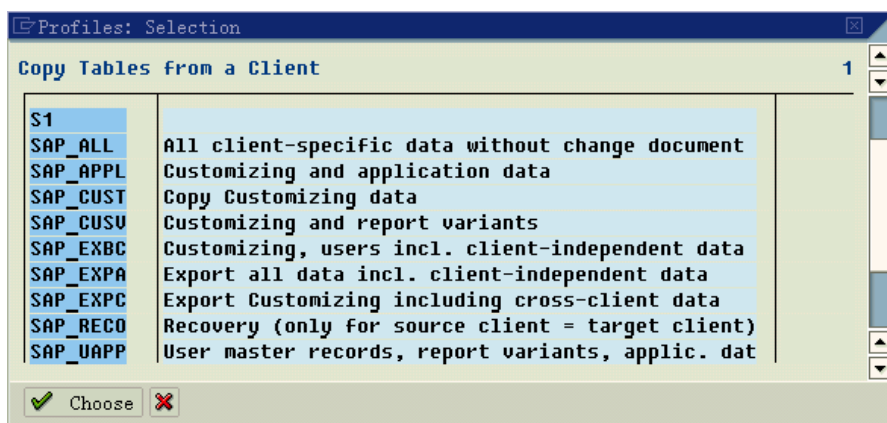 Profiles: Selection
Copy Tables from a Client 1
S1
SAP_ALL All client-specific data without change document
SAP_APPL Customizing and application data
SAP_CUST Copy Customizing data
SAP_CUSV Customizing and report variants
SAP_EXBC Customizing, users incl. client-independent data
SAP_EXPA Export all data incl. client-independent data
SAP_EXPC Export Customizing including cross-client data
SAP_RECO Recovery (only for source client = target client)
SAP_UAPP User master records, report variants, applic. dat
Choose